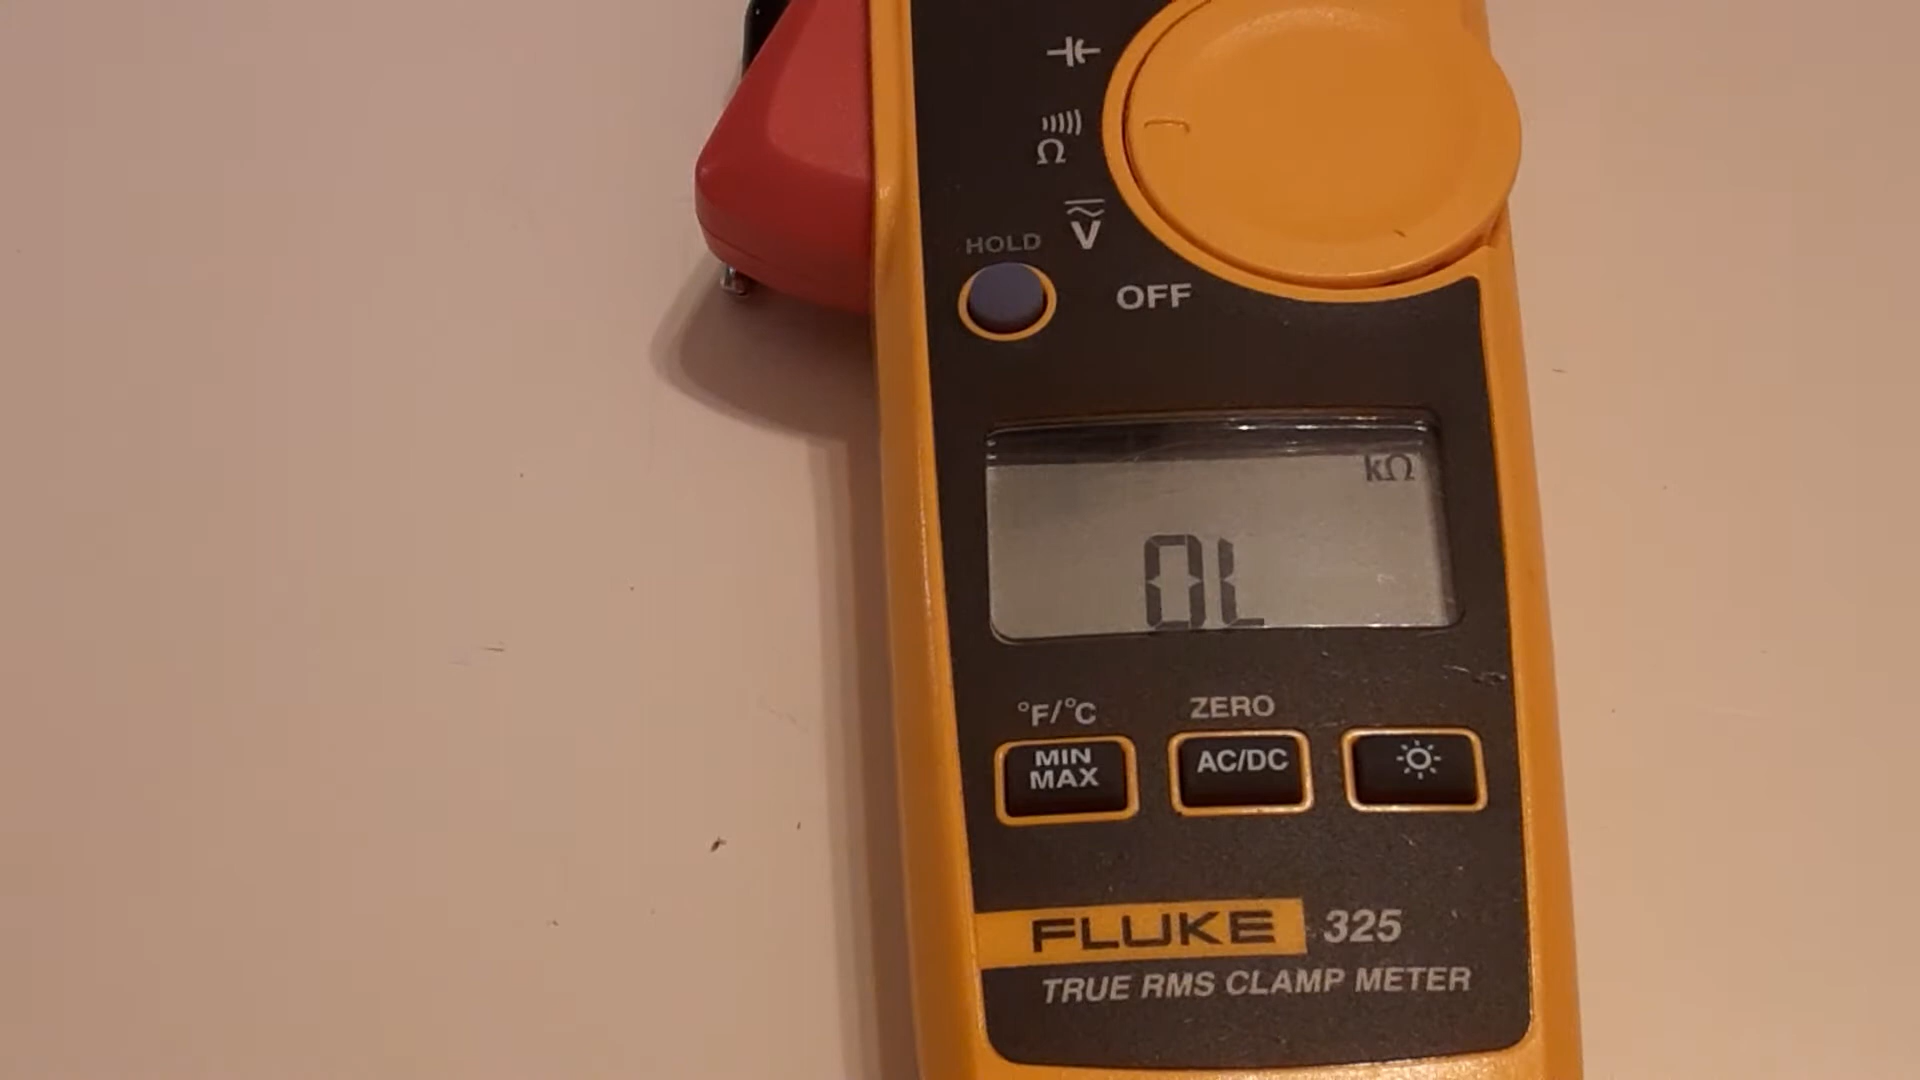 Ω
HOLD
V
OFF
kΩ
OL
°F/°C
ZERO
MIN
MAX
AC/DC
FLUKE 325
TRUE RMS CLAMP METER